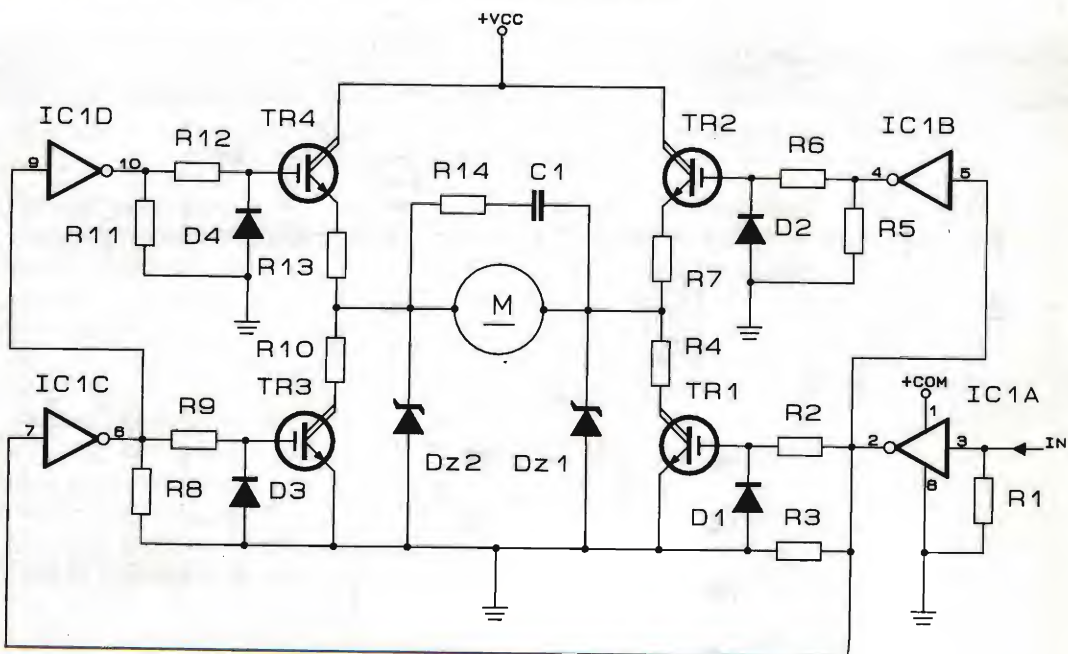 +VCC
IC1D
R12
TR4
TR2
R6
IC1B
9
10
R14
C1
4
5
R11
D4
R13
D2
R5
R7
M
R10
R4
IC1C
TR3
TR1
+COM
IC1A
R9
R2
1
7
6
2
3
IN
Dz2
Dz1
8
R8
D3
D1
R3
R1